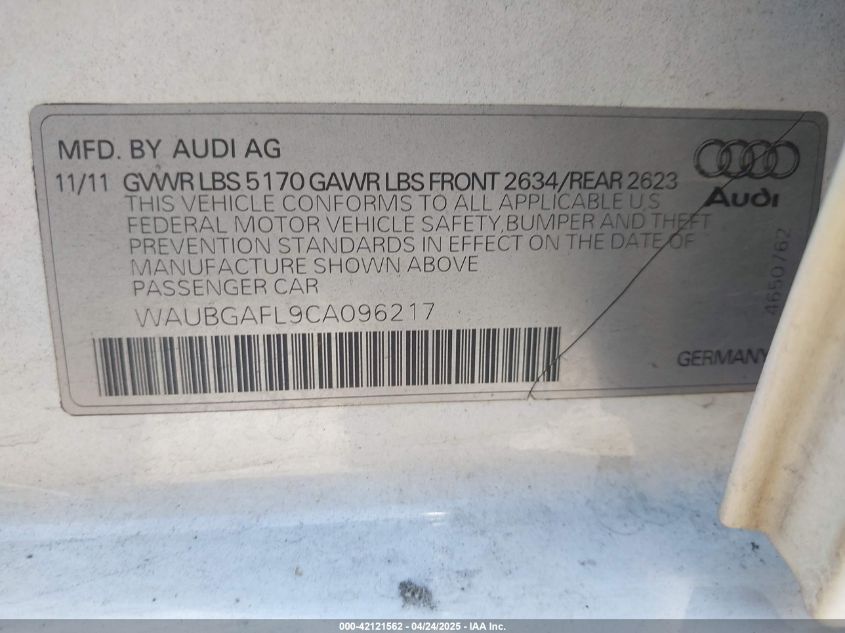 MFD. BY AUDI AG
11/11 GVWR LBS 5170 GAWR LBS FRONT 2634/REAR 2623
THIS VEHICLE CONFORMS TO ALL APPLICABLE U S
FEDERAL MOTOR VEHICLE SAFETY,BUMPER AND THEFT
PREVENTION STANDARDS IN EFFECT ON THE DATE OF
MANUFACTURE SHOWN ABOVE
PASSENGER CAR
WAUBGAFL9CA096217
Audi
4650762
GERMANY
000-42121562 - 04/24/2025 - IAA Inc.